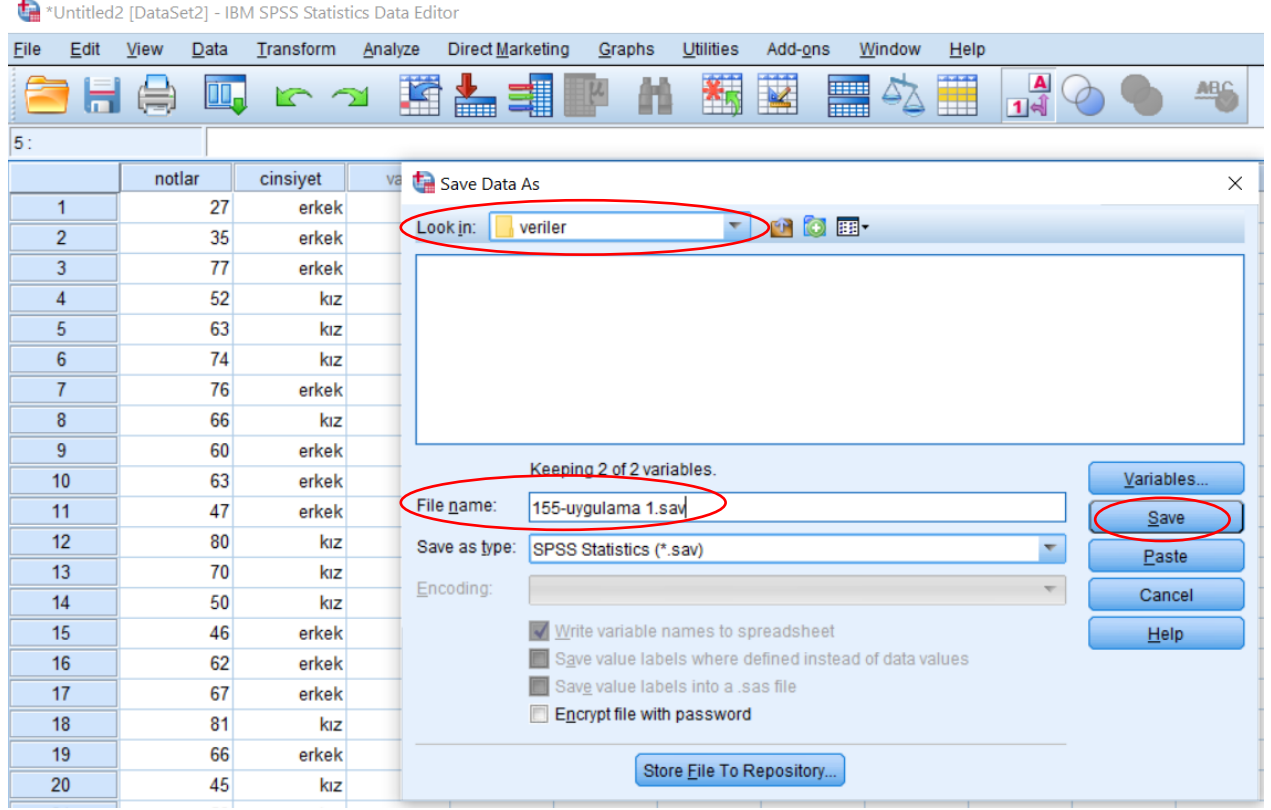 *Untitled2 [DataSet2] - IBM SPSS Statistics Data Editor
File Edit View Data Transform Analyze Direct Marketing Graphs Utilities Add-ons Window Help
5 :
notlar cinsiyet va
Save Data As
1 27 erkek
Look in: veriler
2 35 erkek
3 77 erkek
4 52 kız
5 63 kız
6 74 kız
7 76 erkek
8 66 kız
9 60 erkek
Keeping 2 of 2 variables.
10 63 erkek
Variables...
File name: 155-uygulama 1.sav
11 47 erkek
Save
12 80 kız
Save as type: SPSS Statistics (*.sav)
Paste
13 70 kız
Encoding:
Cancel
14 50 kız
15 46 erkek
Write variable names to spreadsheet
Help
16 62 erkek
Save value labels where defined instead of data values
17 67 erkek
Save value labels into a .sas file
18 81 kız
Encrypt file with password
19 66 erkek
Store File To Repository...
20 45 kız